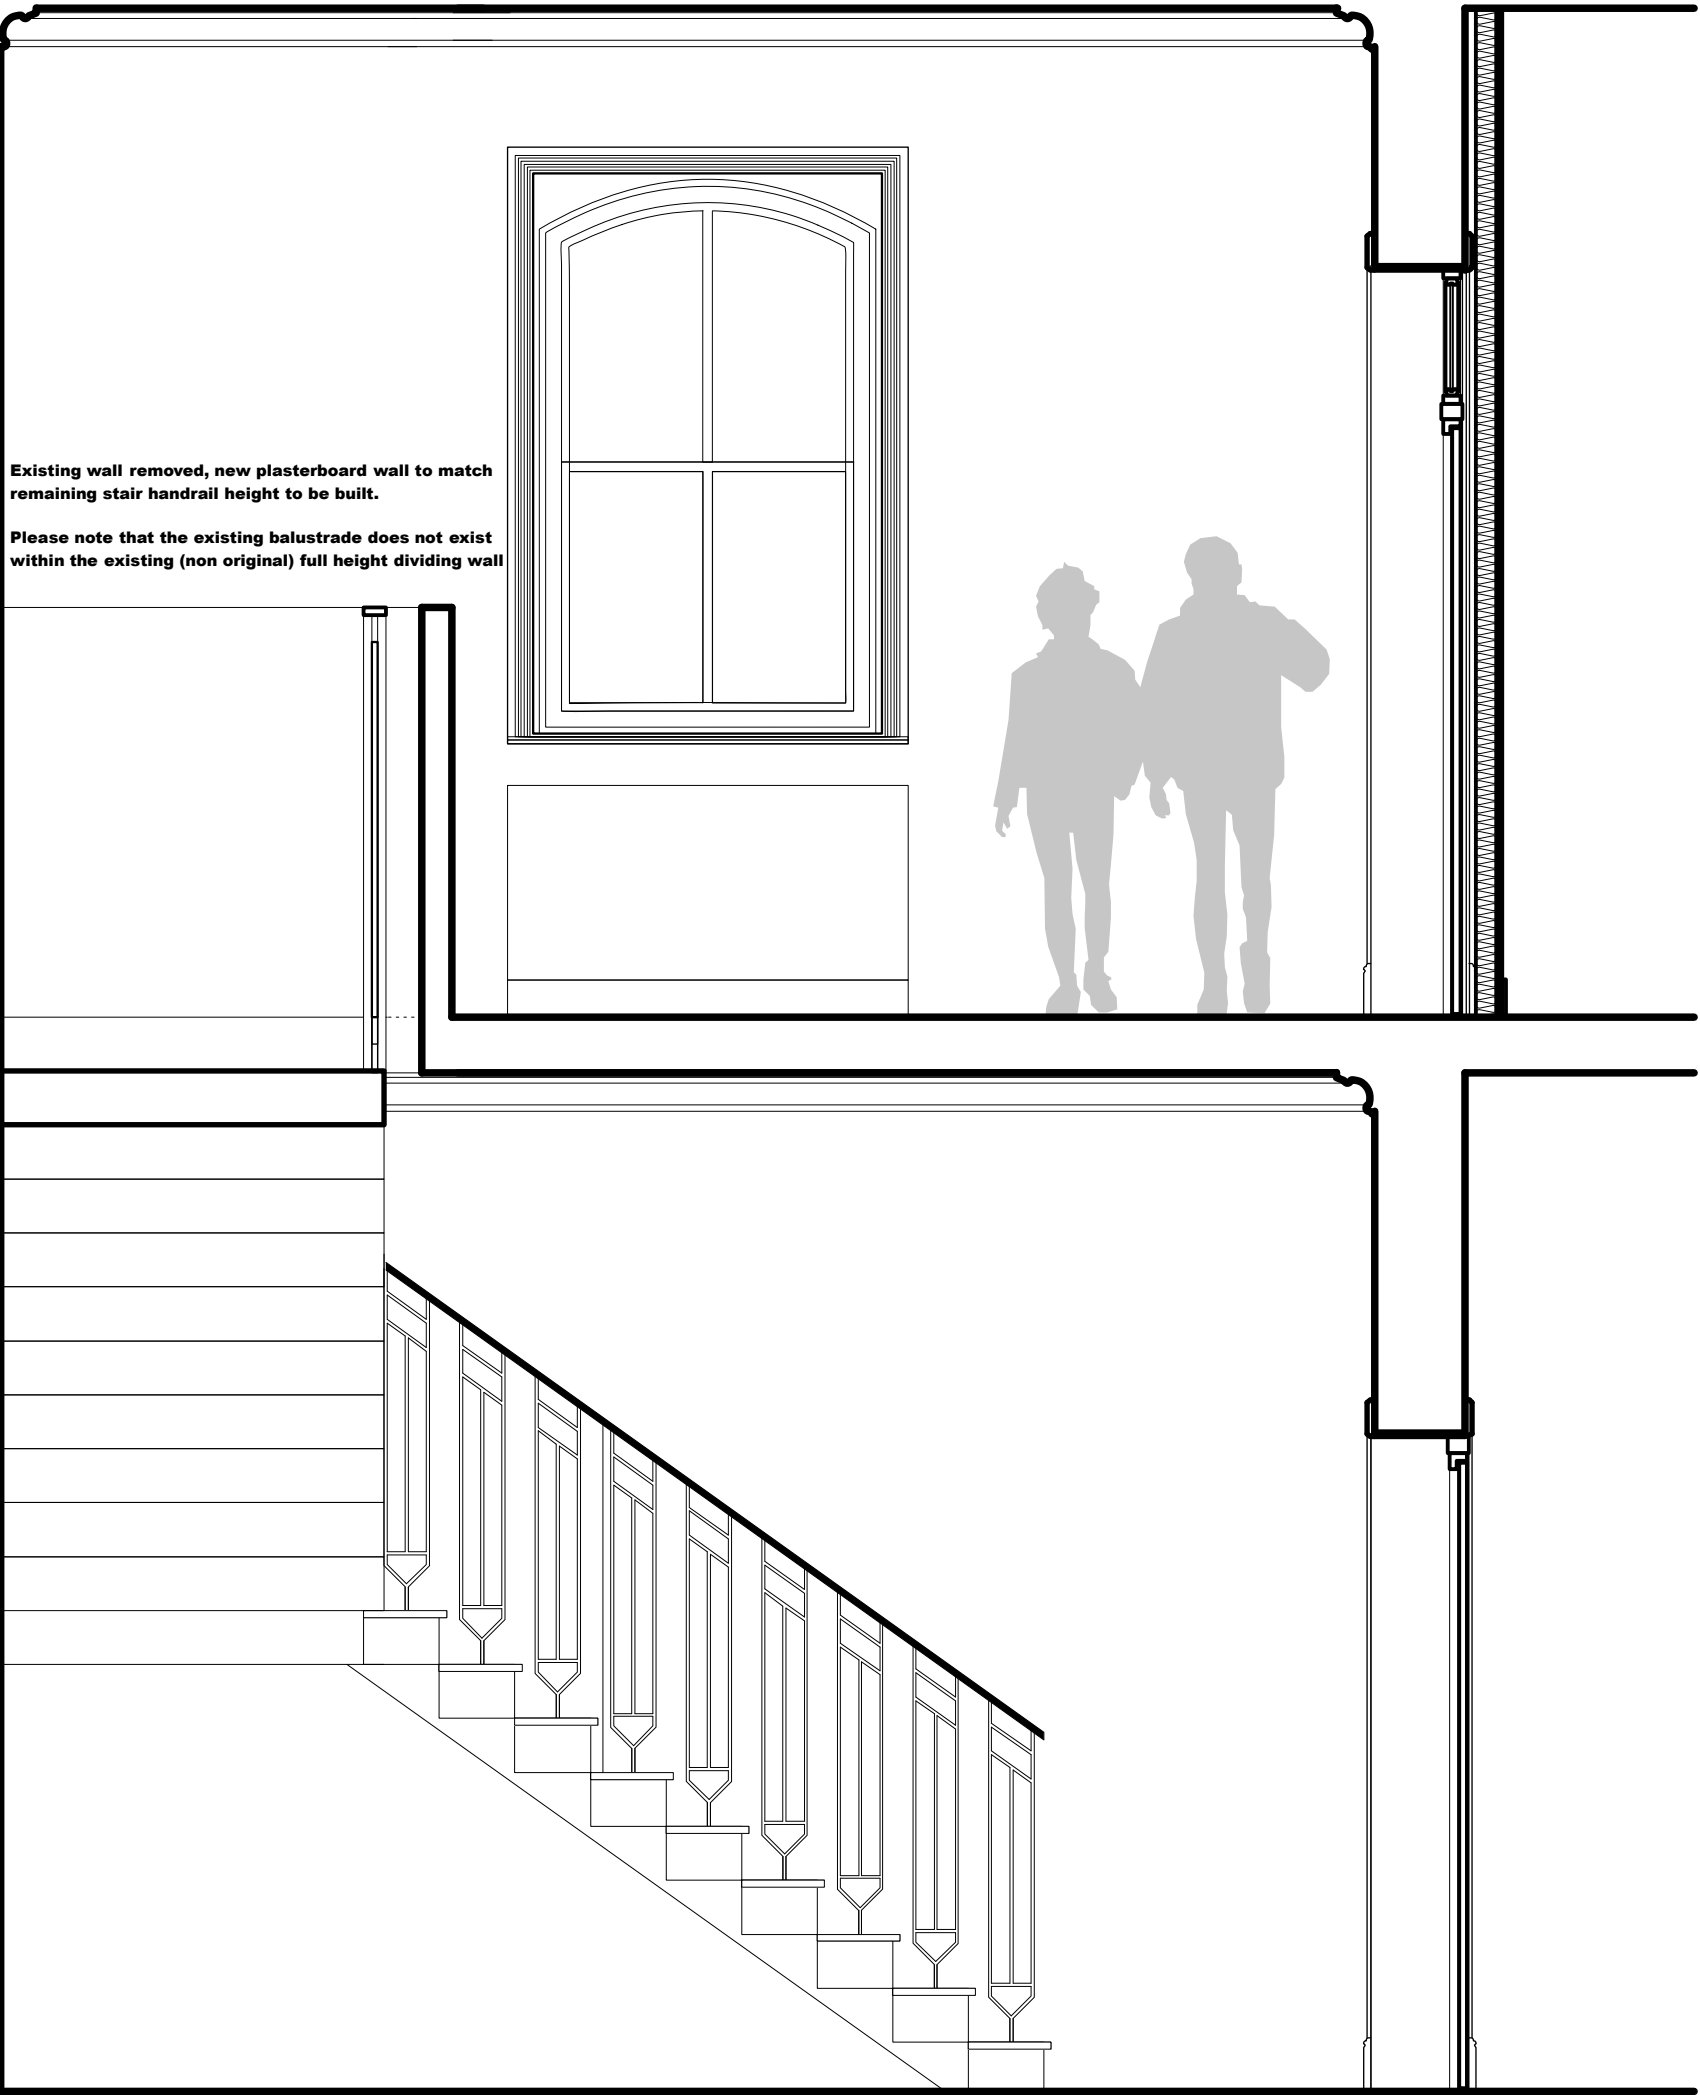 Existing wall removed, new plasterboard wall to match
remaining stair handrail height to be built.
Please note that the existing balustrade does not exist
within the existing (non original) full height dividing wall